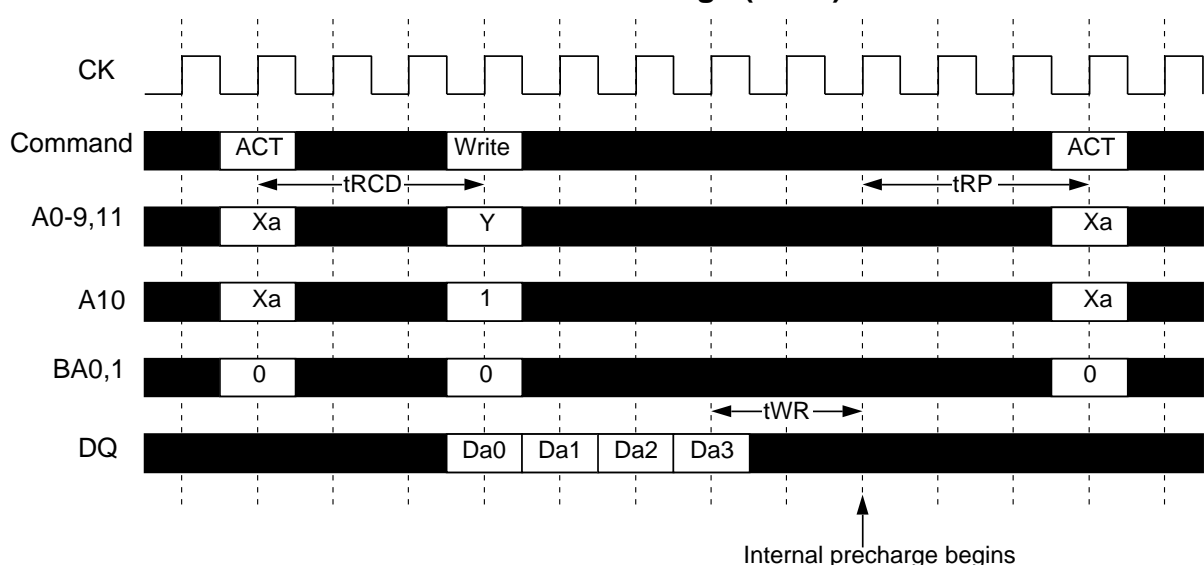 CK
Command ACT Write ACT
tRCD tRP
A0-9,11 Xa Y Xa
A10 Xa 1 Xa
BA0,1 0 0 0
tWR
DQ Da0 Da1 Da2 Da3
Internal precharge begins